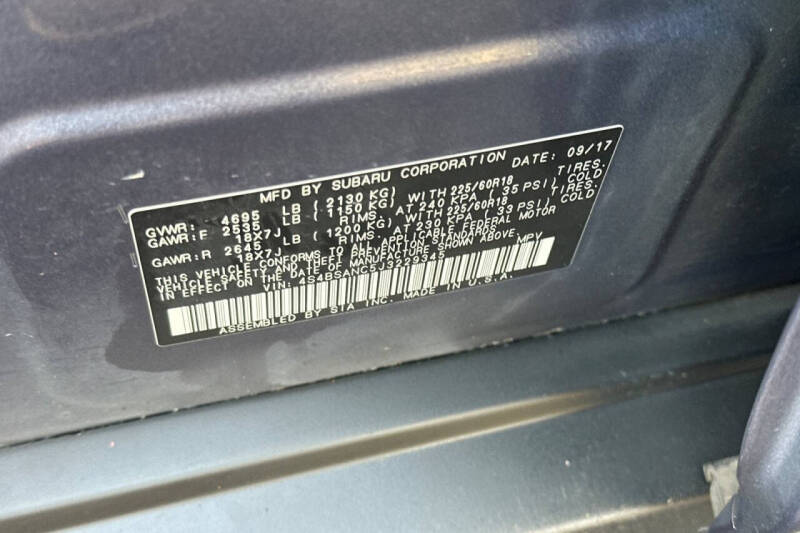 MFD BY SUBARU CORPORATION DATE: 09/17
GVWR: 4695 LB (2130 KG)
GAWR:F 2535 LB (1150 KG) WITH 225/60R18 TIRES.
18X7J RIMS. AT 240 KPA (35 PSI) COLD
GAWR:R 2645 LB (1200 KG) WITH 225/60R18 TIRES.
18X7J RIMS. AT 230 KPA (33 PSI) COLD
THIS VEHICLE CONFORMS TO ALL APPLICABLE FEDERAL MOTOR
VEHICLE SAFETY AND THEFT PREVENTION STANDARDS
IN EFFECT ON THE DATE OF MANUFACTURE SHOWN ABOVE.
VIN: 4S4BSANC5J3229345 MPV
ASSEMBLED BY SIA INC. MADE IN U.S.A.